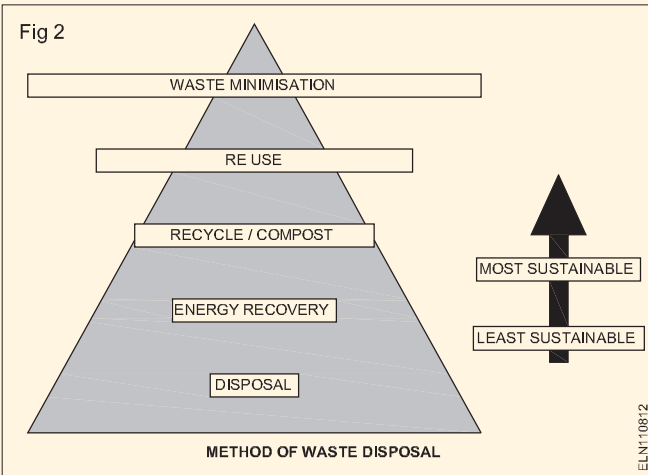 Fig 2
WASTE MINIMISATION
RE USE
RECYCLE / COMPOST
ENERGY RECOVERY
DISPOSAL
MOST SUSTAINABLE
LEAST SUSTAINABLE
METHOD OF WASTE DISPOSAL
ELN110812